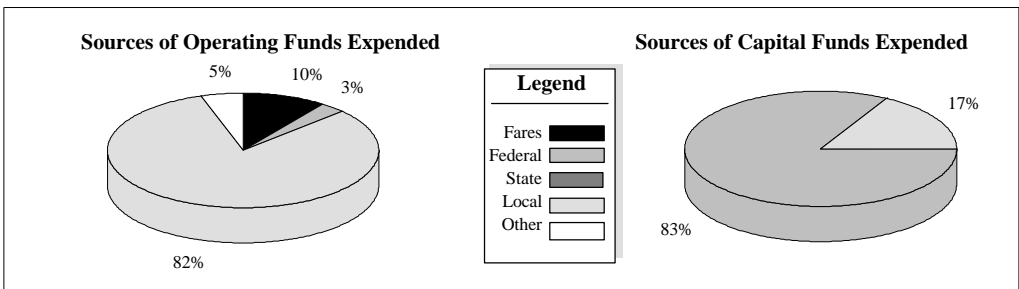 Sources of Operating Funds Expended
5%
10%
3%
82%
Legend
Fares
Federal
State
Local
Other
Sources of Capital Funds Expended
17%
83%